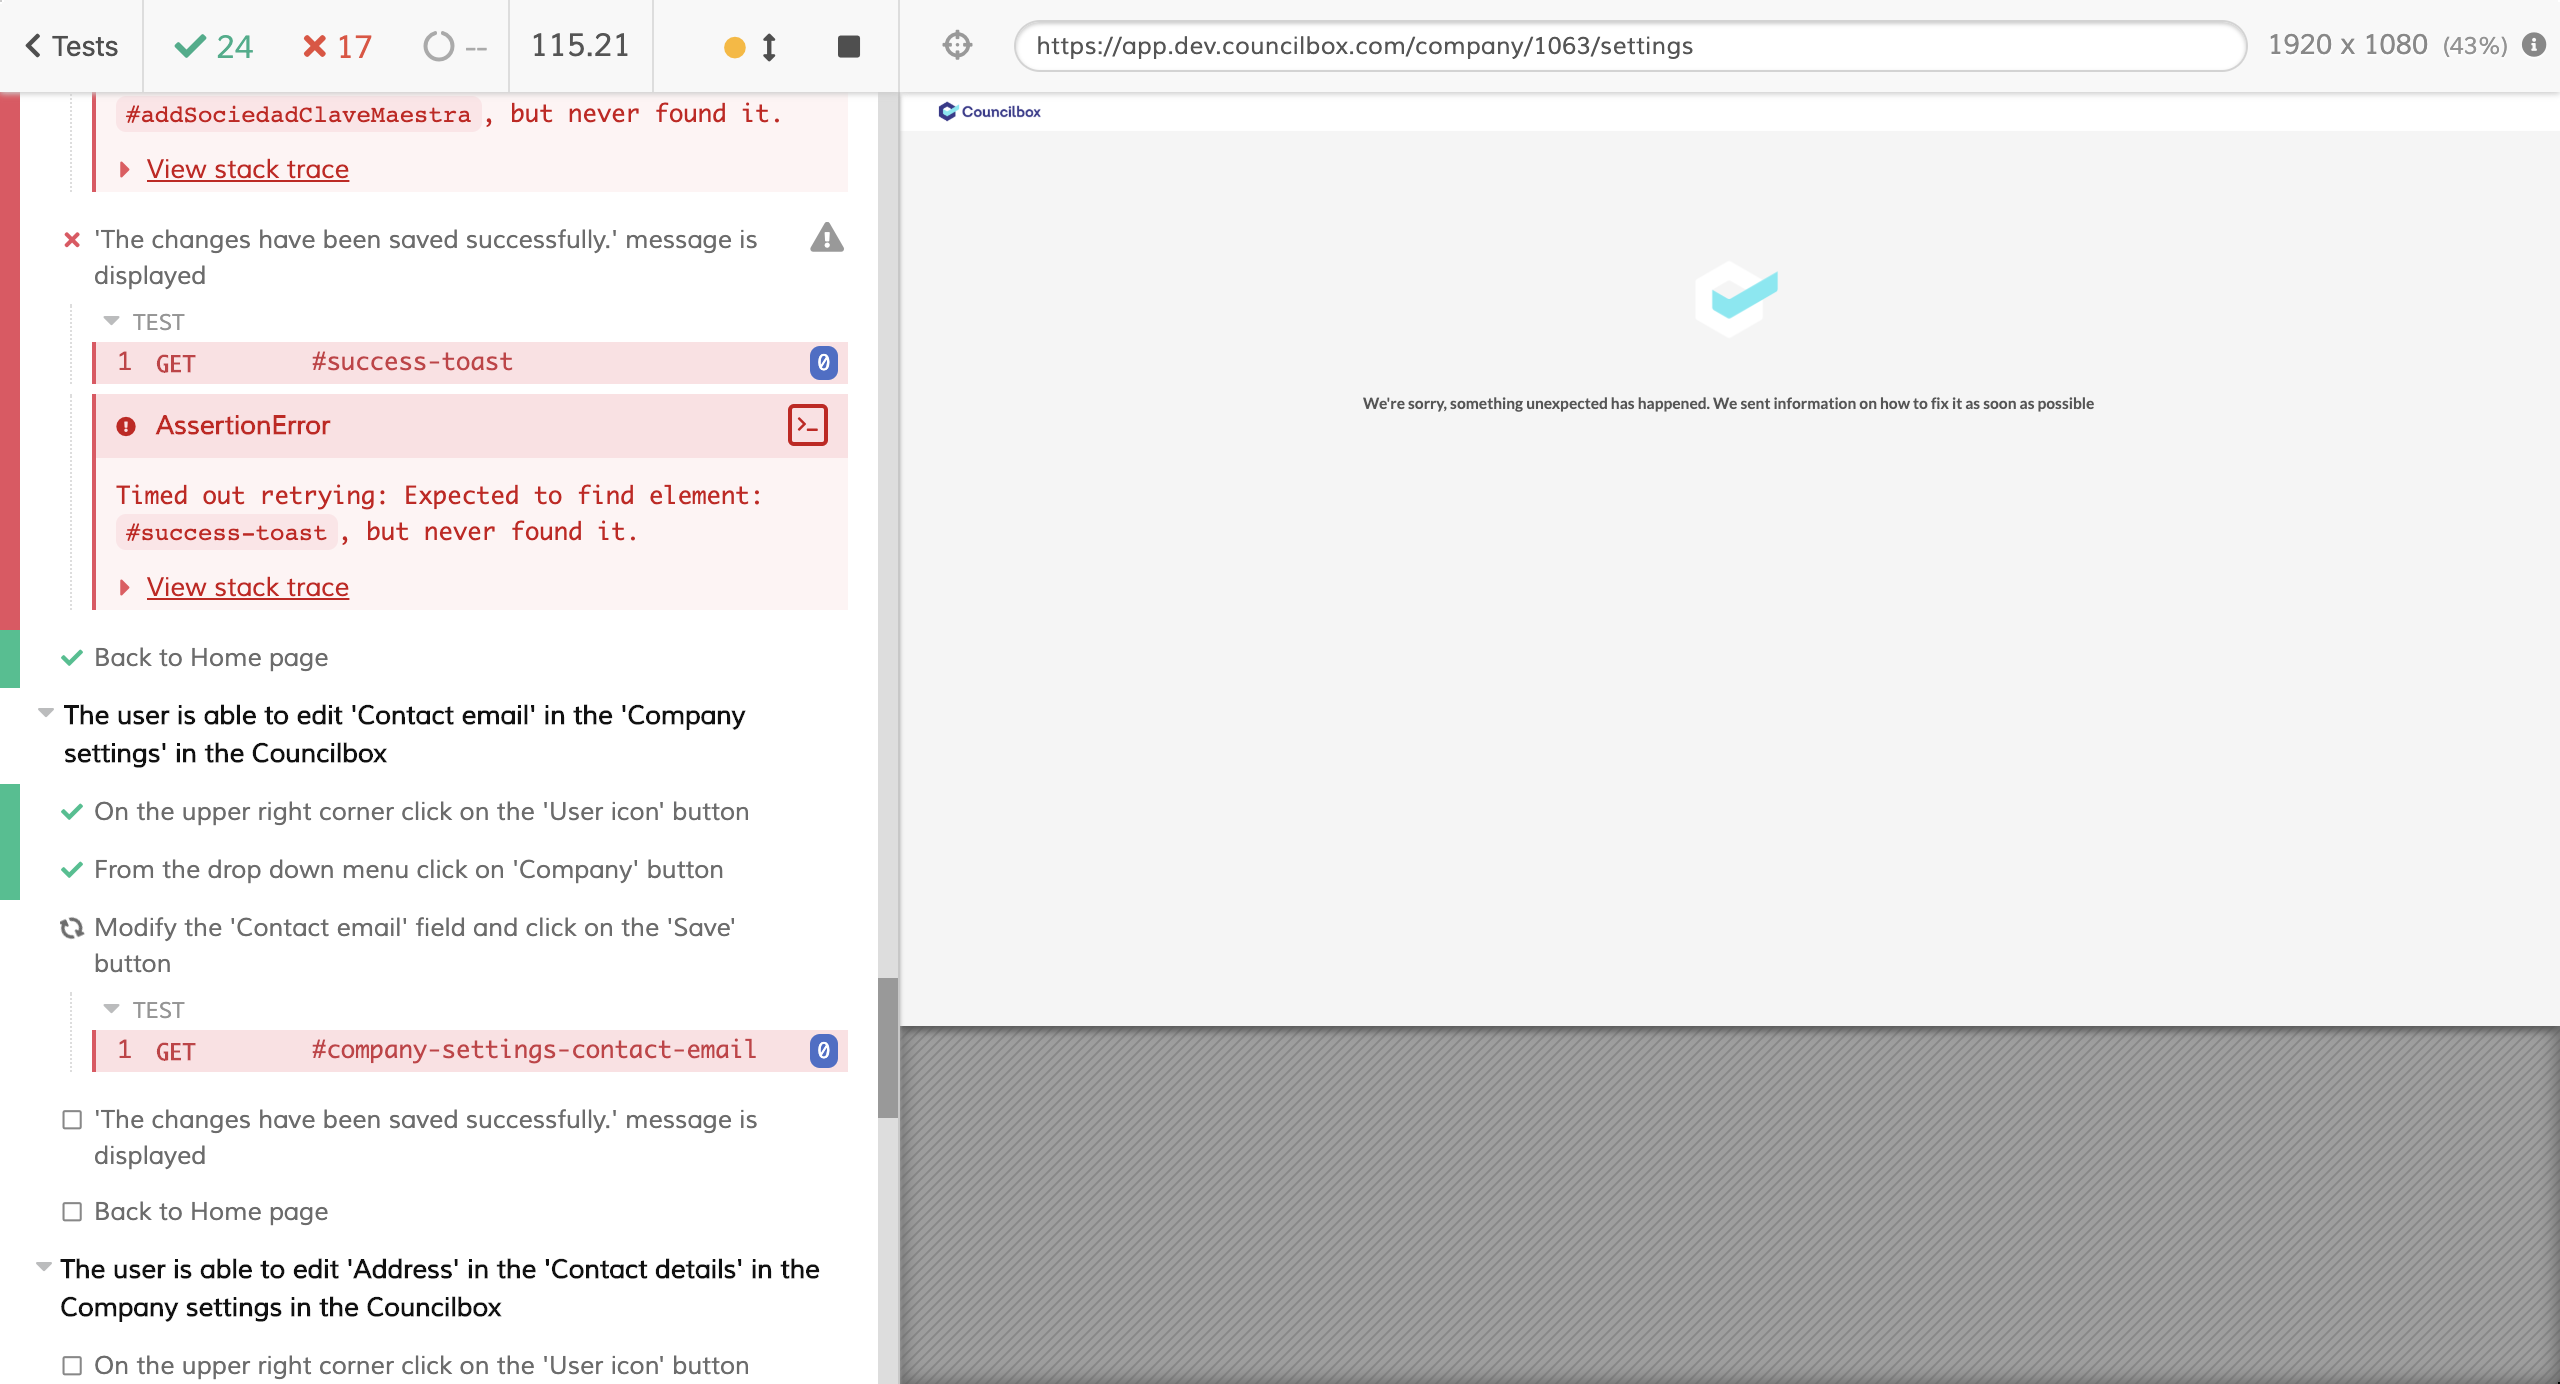 Tests
24
17
--
115.21
https://app.dev.councilbox.com/company/1063/settings
1920 x 1080 (43%)
#addSociedadClaveMaestra, but never found it.
View stack trace
'The changes have been saved successfully.' message is
displayed
TEST
1 GET #success-toast 0
AssertionError
Timed out retrying: Expected to find element:
#success-toast, but never found it.
View stack trace
Back to Home page
The user is able to edit 'Contact email' in the 'Company
settings' in the Councilbox
On the upper right corner click on the 'User icon' button
From the drop down menu click on 'Company' button
Modify the 'Contact email' field and click on the 'Save'
button
TEST
1 GET #company-settings-contact-email 0
'The changes have been saved successfully.' message is
displayed
Back to Home page
The user is able to edit 'Address' in the 'Contact details' in the
Company settings in the Councilbox
On the upper right corner click on the 'User icon' button
Councilbox
We're sorry, something unexpected has happened. We sent information on how to fix it as soon as possible